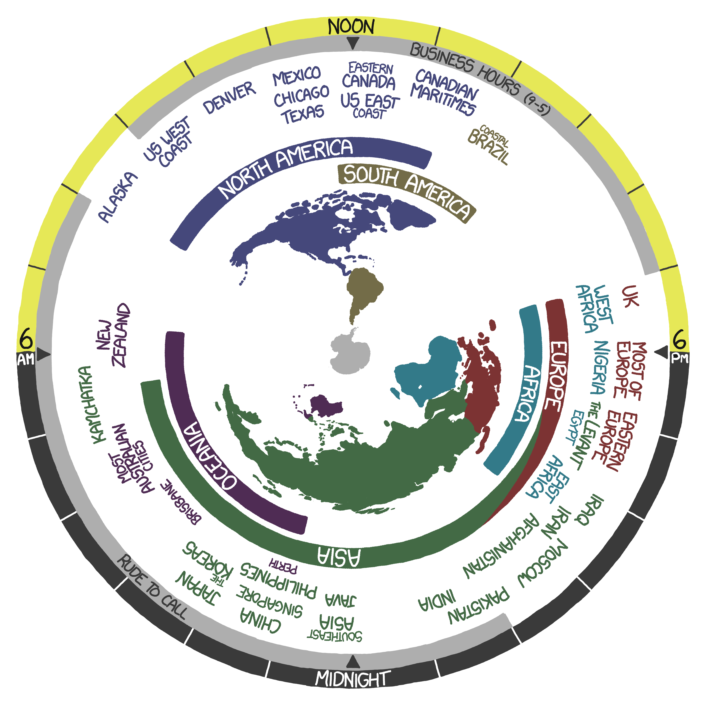 NOON
BUSINESS HOURS (9-5)
MEXICO
CHICAGO
TEXAS
EASTERN
CANADA
US EAST
COAST
CANADIAN
MARITIMES
DENVER
US WEST
COAST
COASTAL
BRAZIL
ALASKA
NORTH AMERICA
SOUTH AMERICA
UK
WEST
AFRICA
NEW
ZEALAND
6
AM
6
PM
MOST OF
EUROPE
NIGERIA
EUROPE
AFRICA
KAMCHATKA
EASTERN
EUROPE
THE LEVANT
EGYPT
MOST
AUSTRALIAN
CITIES
BRISBANE
OCEANIA
EAST
AFRICA
IRAQ
IRAN
MOSCOW
AFGHANISTAN
ASIA
PERTH
THE
KOREAS
JAPAN
PHILIPPINES
SINGAPORE
CHINA
JAVA
SOUTHEAST
ASIA
INDIA
PAKISTAN
RUDE TO CALL
MIDNIGHT